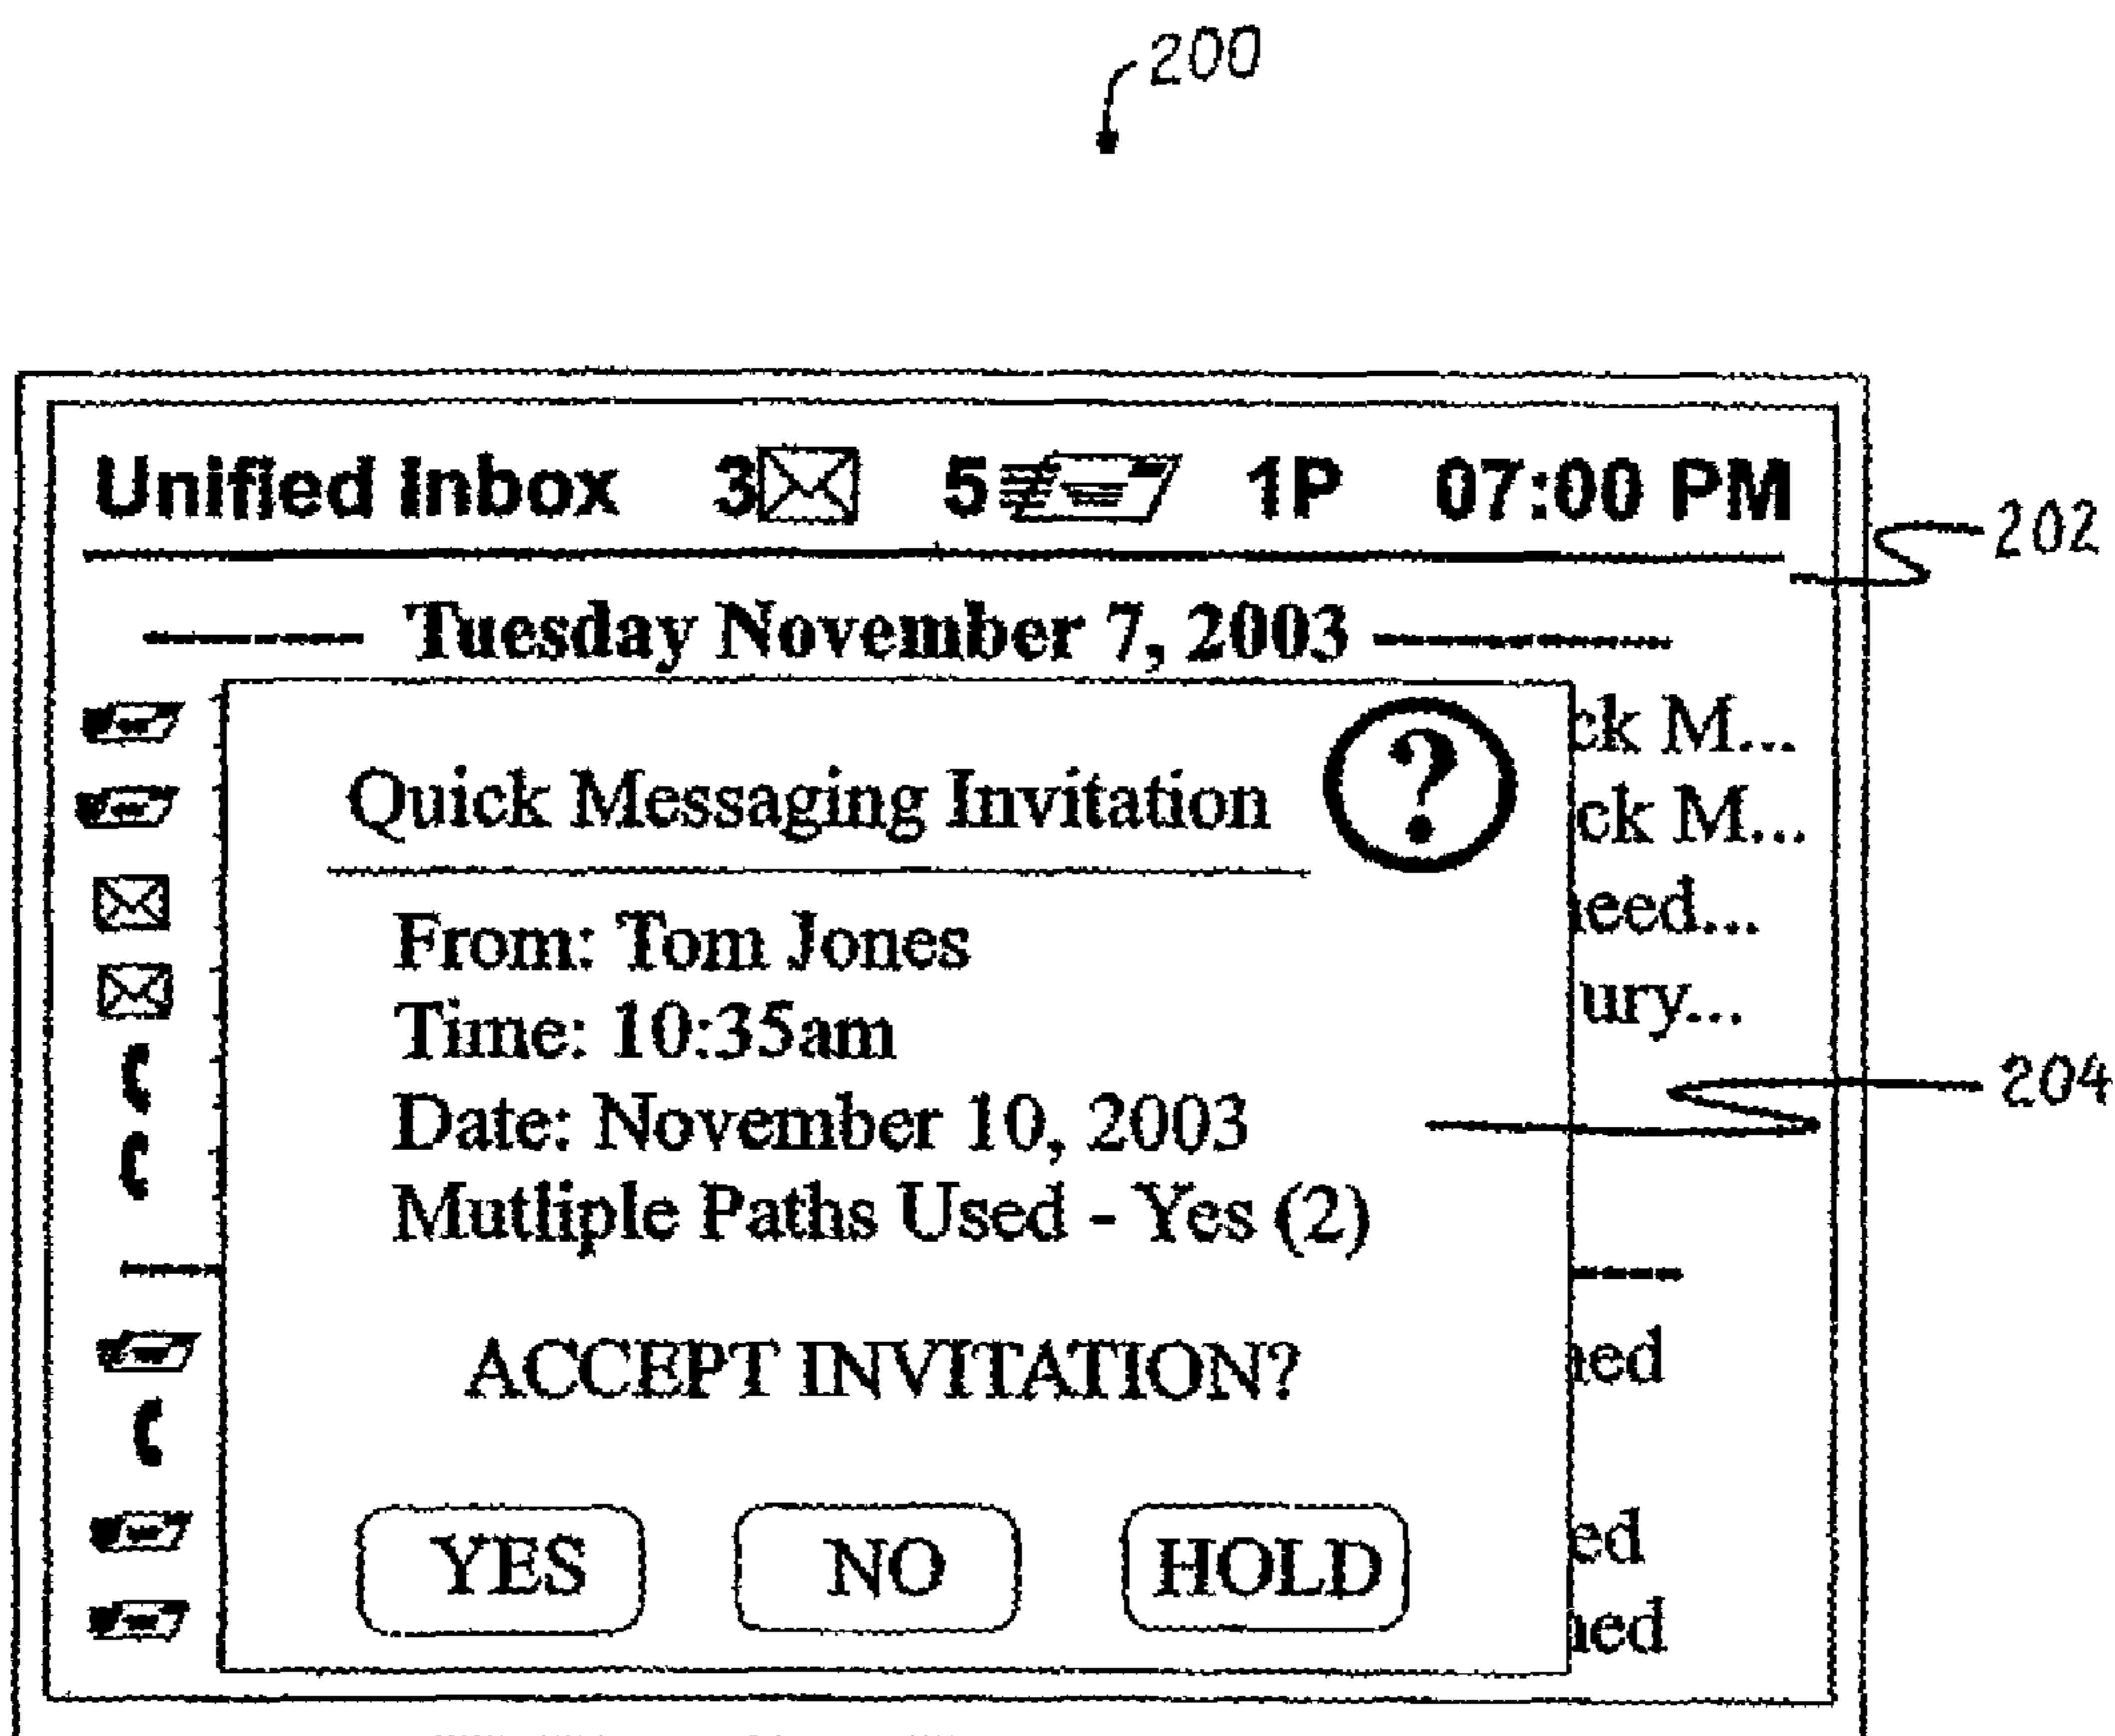 200
Unified Inbox 3 5 1P 07:00 PM
202
Tuesday November 7, 2003
ck M...
Quick Messaging Invitation ?
ck M...
eed...
From: Tom Jones
ury...
Time: 10:35am
204
Date: November 10, 2003
Mutliple Paths Used - Yes (2)
ACCEPT INVITATION?
ed
YES NO HOLD
ed
ed